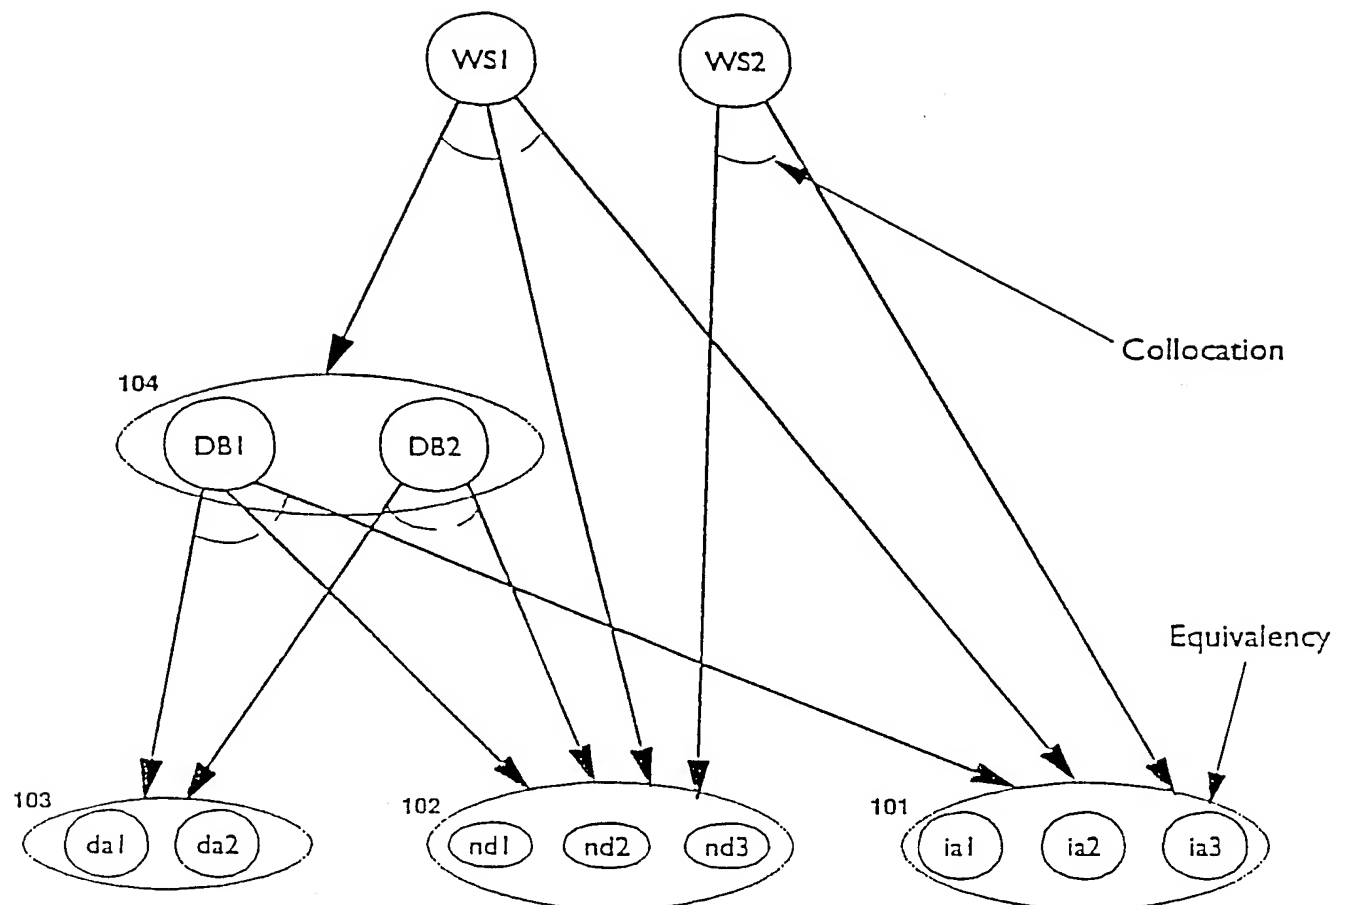 WS1 WS2
Collocation
104
DB1 DB2
Equivalency
103 102 101
da1 da2 nd1 nd2 nd3 ia1 ia2 ia3